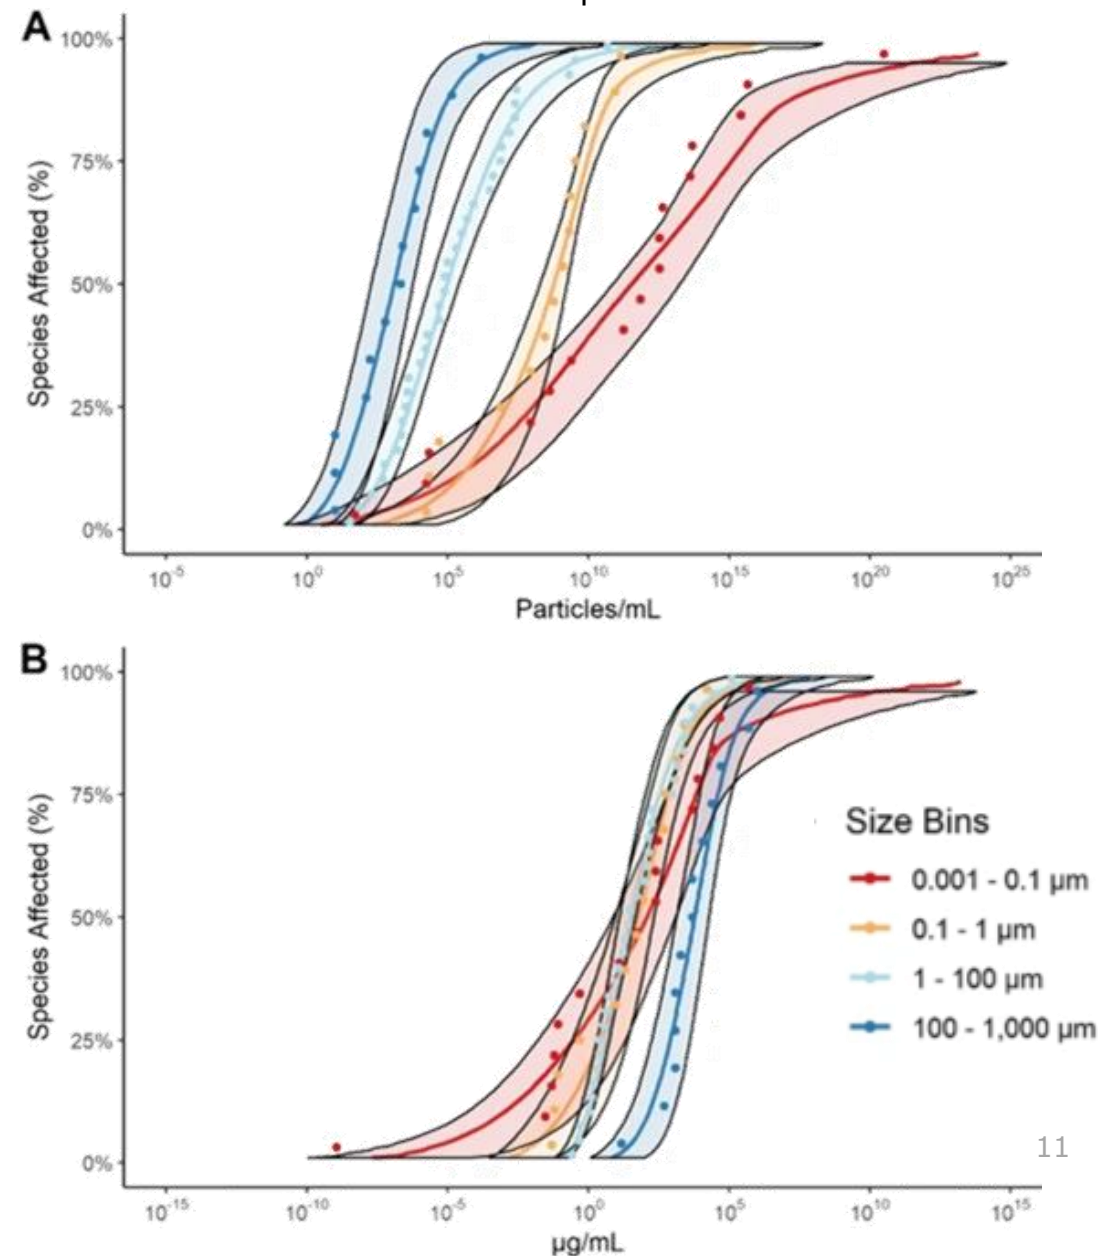 A
100%
75%
50%
25%
0%
Species Affected (%)
10⁻⁵ 10⁰ 10⁵ 10¹⁰ 10¹⁵ 10²⁰ 10²⁵
Particles/mL
B
100%
75%
50%
25%
0%
Species Affected (%)
Size Bins
0.001 - 0.1 µm
0.1 - 1 µm
1 - 100 µm
100 - 1,000 µm
11
10⁻¹⁵ 10⁻¹⁰ 10⁻⁵ 10⁰ 10⁵ 10¹⁰ 10¹⁵
µg/mL